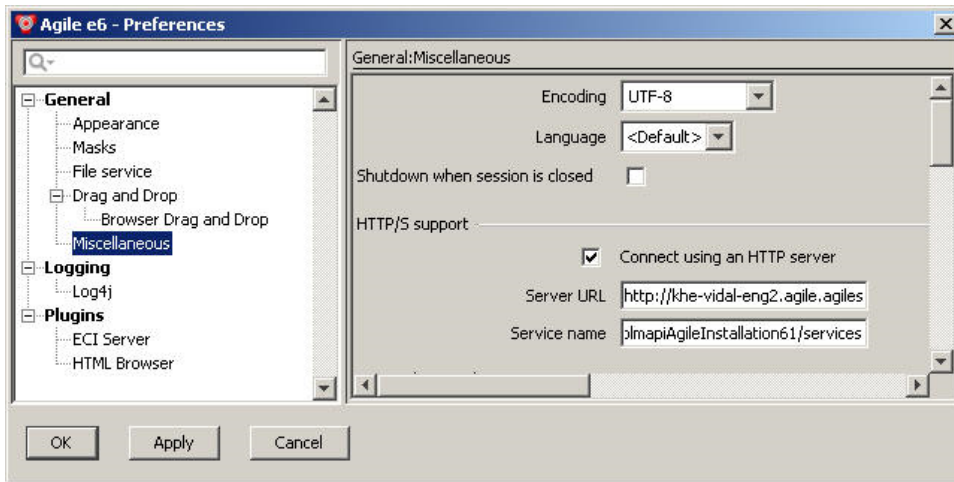 Agile e6 - Preferences
General
Appearance
Masks
File service
Drag and Drop
Browser Drag and Drop
Miscellaneous
Logging
Log4j
Plugins
ECI Server
HTML Browser
General:Miscellaneous
Encoding UTF-8
Language <Default>
Shutdown when session is closed
HTTP/S support
Connect using an HTTP server
Server URL http://khe-vidal-eng2.agile.agiles
Service name plmapiAgileInstallation61/services
OK Apply Cancel